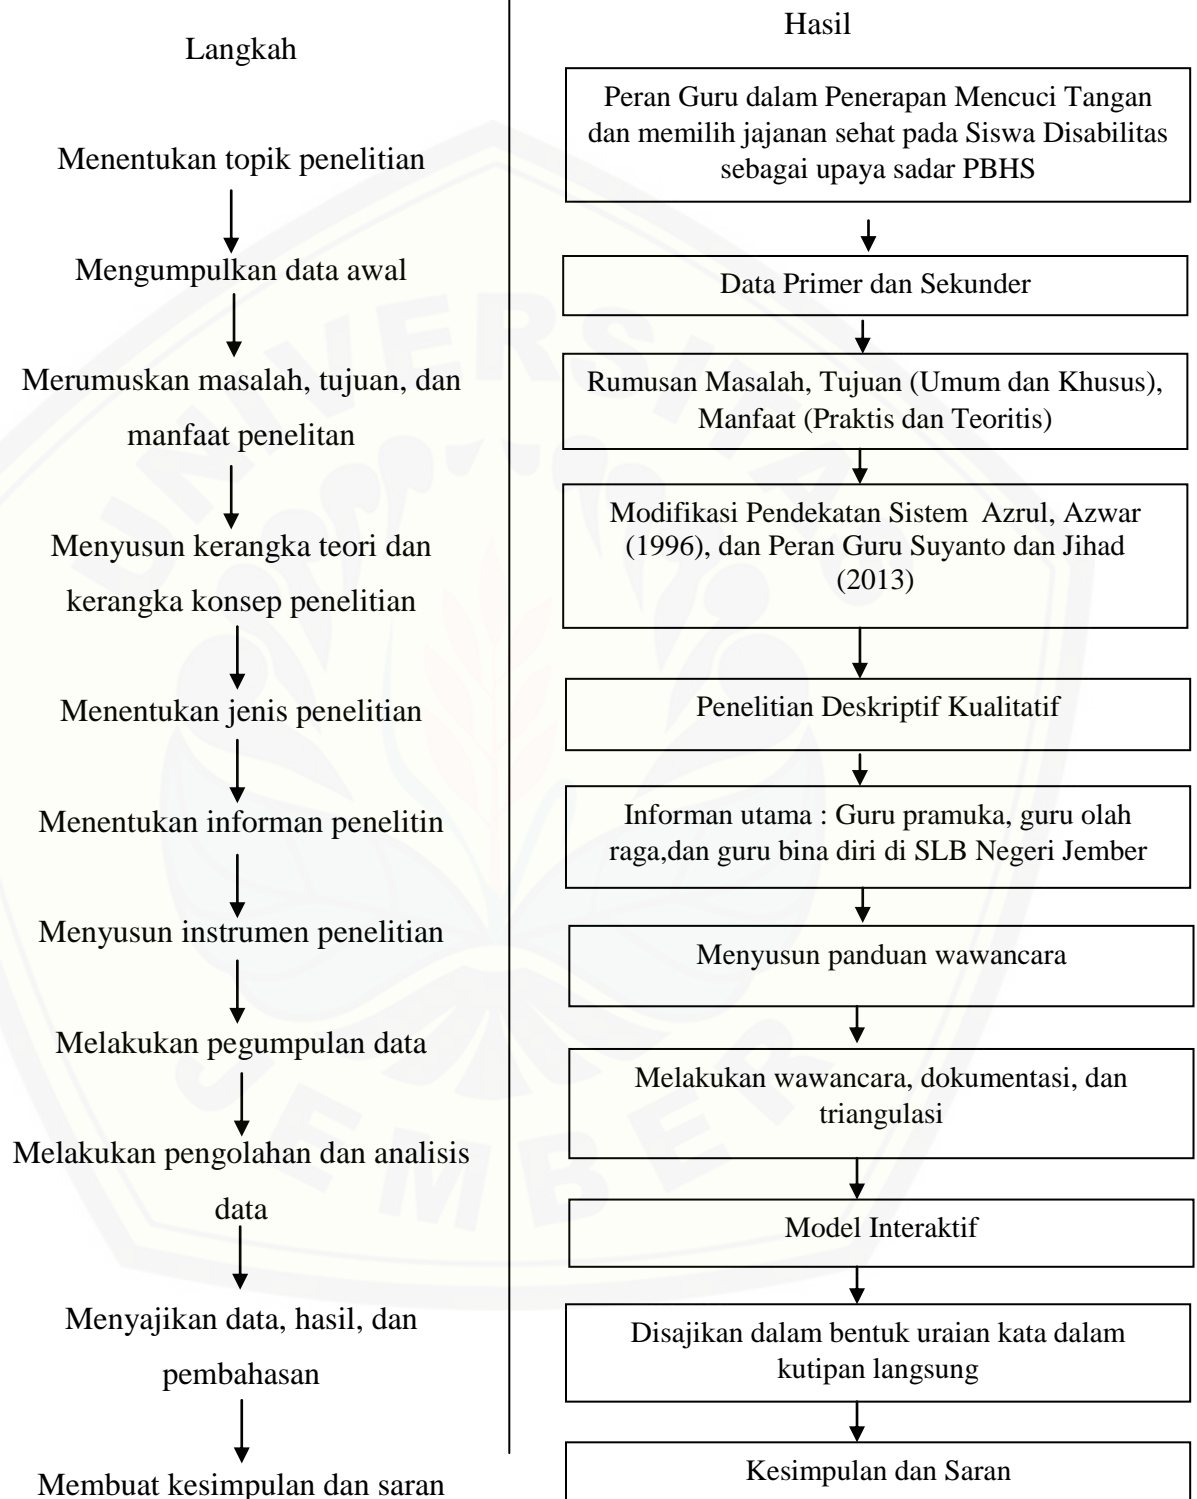 Langkah
Menentukan topik penelitian
Mengumpulkan data awal
Merumuskan masalah, tujuan, dan
manfaat penelitan
Menyusun kerangka teori dan
kerangka konsep penelitian
Menentukan jenis penelitian
Menentukan informan penelitin
Menyusun instrumen penelitian
Melakukan pegumpulan data
Melakukan pengolahan dan analisis
data
Menyajikan data, hasil, dan
pembahasan
Membuat kesimpulan dan saran
Hasil
Peran Guru dalam Penerapan Mencuci Tangan
dan memilih jajanan sehat pada Siswa Disabilitas
sebagai upaya sadar PBHS
Data Primer dan Sekunder
Rumusan Masalah, Tujuan (Umum dan Khusus),
Manfaat (Praktis dan Teoritis)
Modifikasi Pendekatan Sistem Azrul, Azwar
(1996), dan Peran Guru Suyanto dan Jihad
(2013)
Penelitian Deskriptif Kualitatif
Informan utama : Guru pramuka, guru olah
raga,dan guru bina diri di SLB Negeri Jember
Menyusun panduan wawancara
Melakukan wawancara, dokumentasi, dan
triangulasi
Model Interaktif
Disajikan dalam bentuk uraian kata dalam
kutipan langsung
Kesimpulan dan Saran
UNIVERSITAS
JEMBER